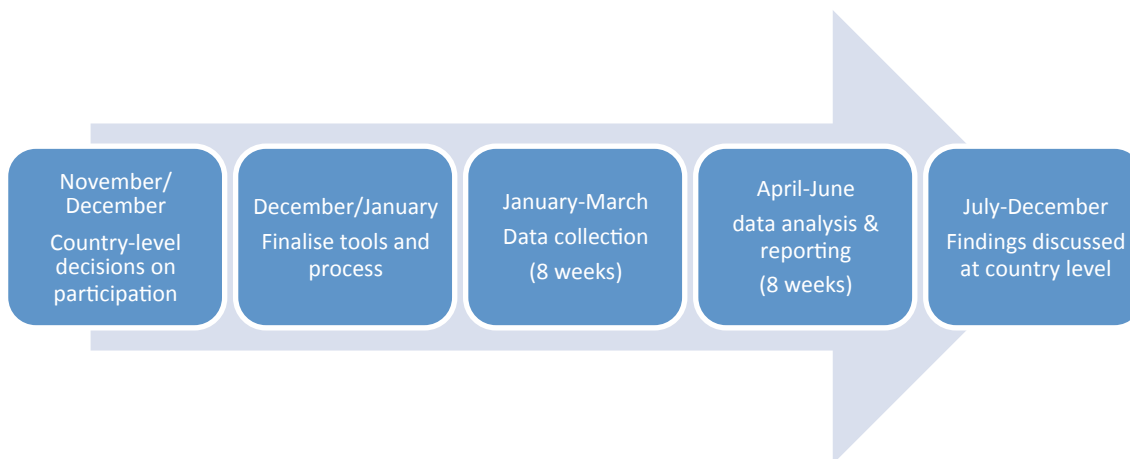 November/
December
Country-level
decisions on
participation
December/January
Finalise tools and
process
January-March
Data collection
(8 weeks)
April-June
data analysis &
reporting
(8 weeks)
July-December
Findings discussed
at country level